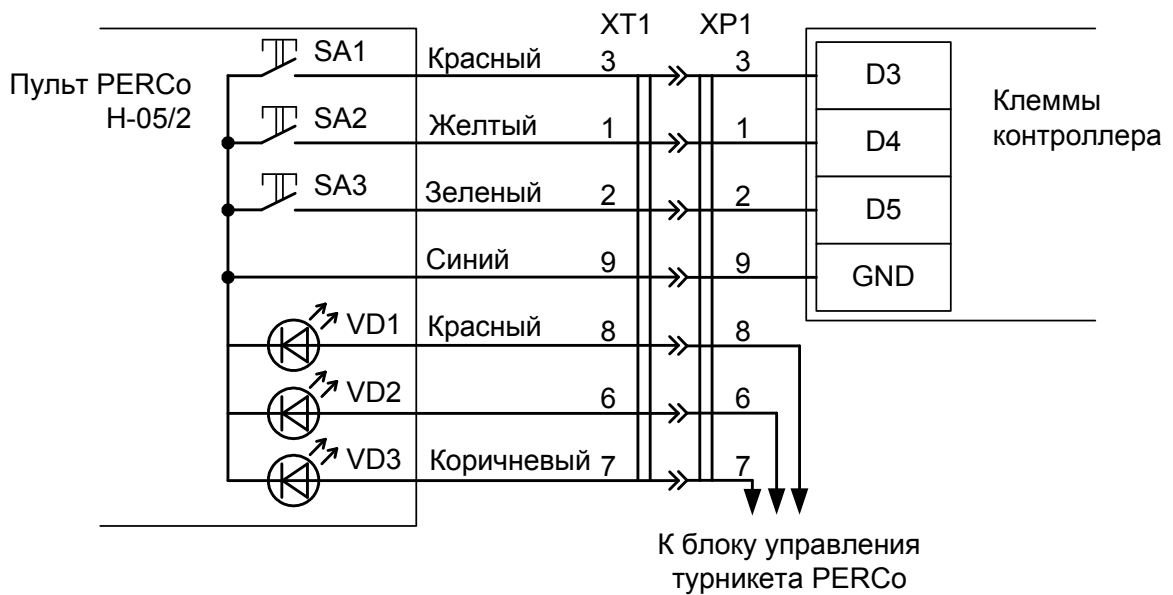 XT1 XP1
Пульт PERCo
H-05/2
SA1 Красный 3 3 D3
SA2 Желтый 1 1 D4
SA3 Зеленый 2 2 D5
Синий 9 9 GND
Клеммы
контроллера
VD1 Красный 8 8
VD2 6 6
VD3 Коричневый 7 7
К блоку управления
турникета PERCo